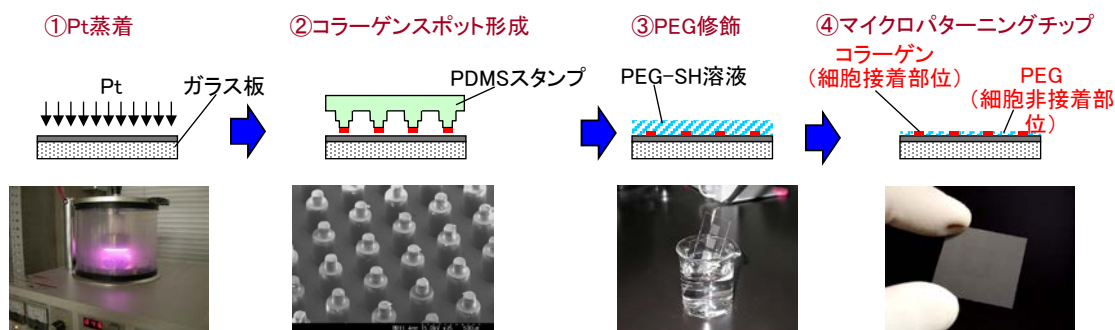 ①Pt蒸着
②コラーゲンスポット形成
③PEG修飾
④マイクロパターニングチップ
Pt
ガラス板
PDMSスタンプ
PEG-SH溶液
コラーゲン
（細胞接着部位）
PEG
（細胞非接着部
位）